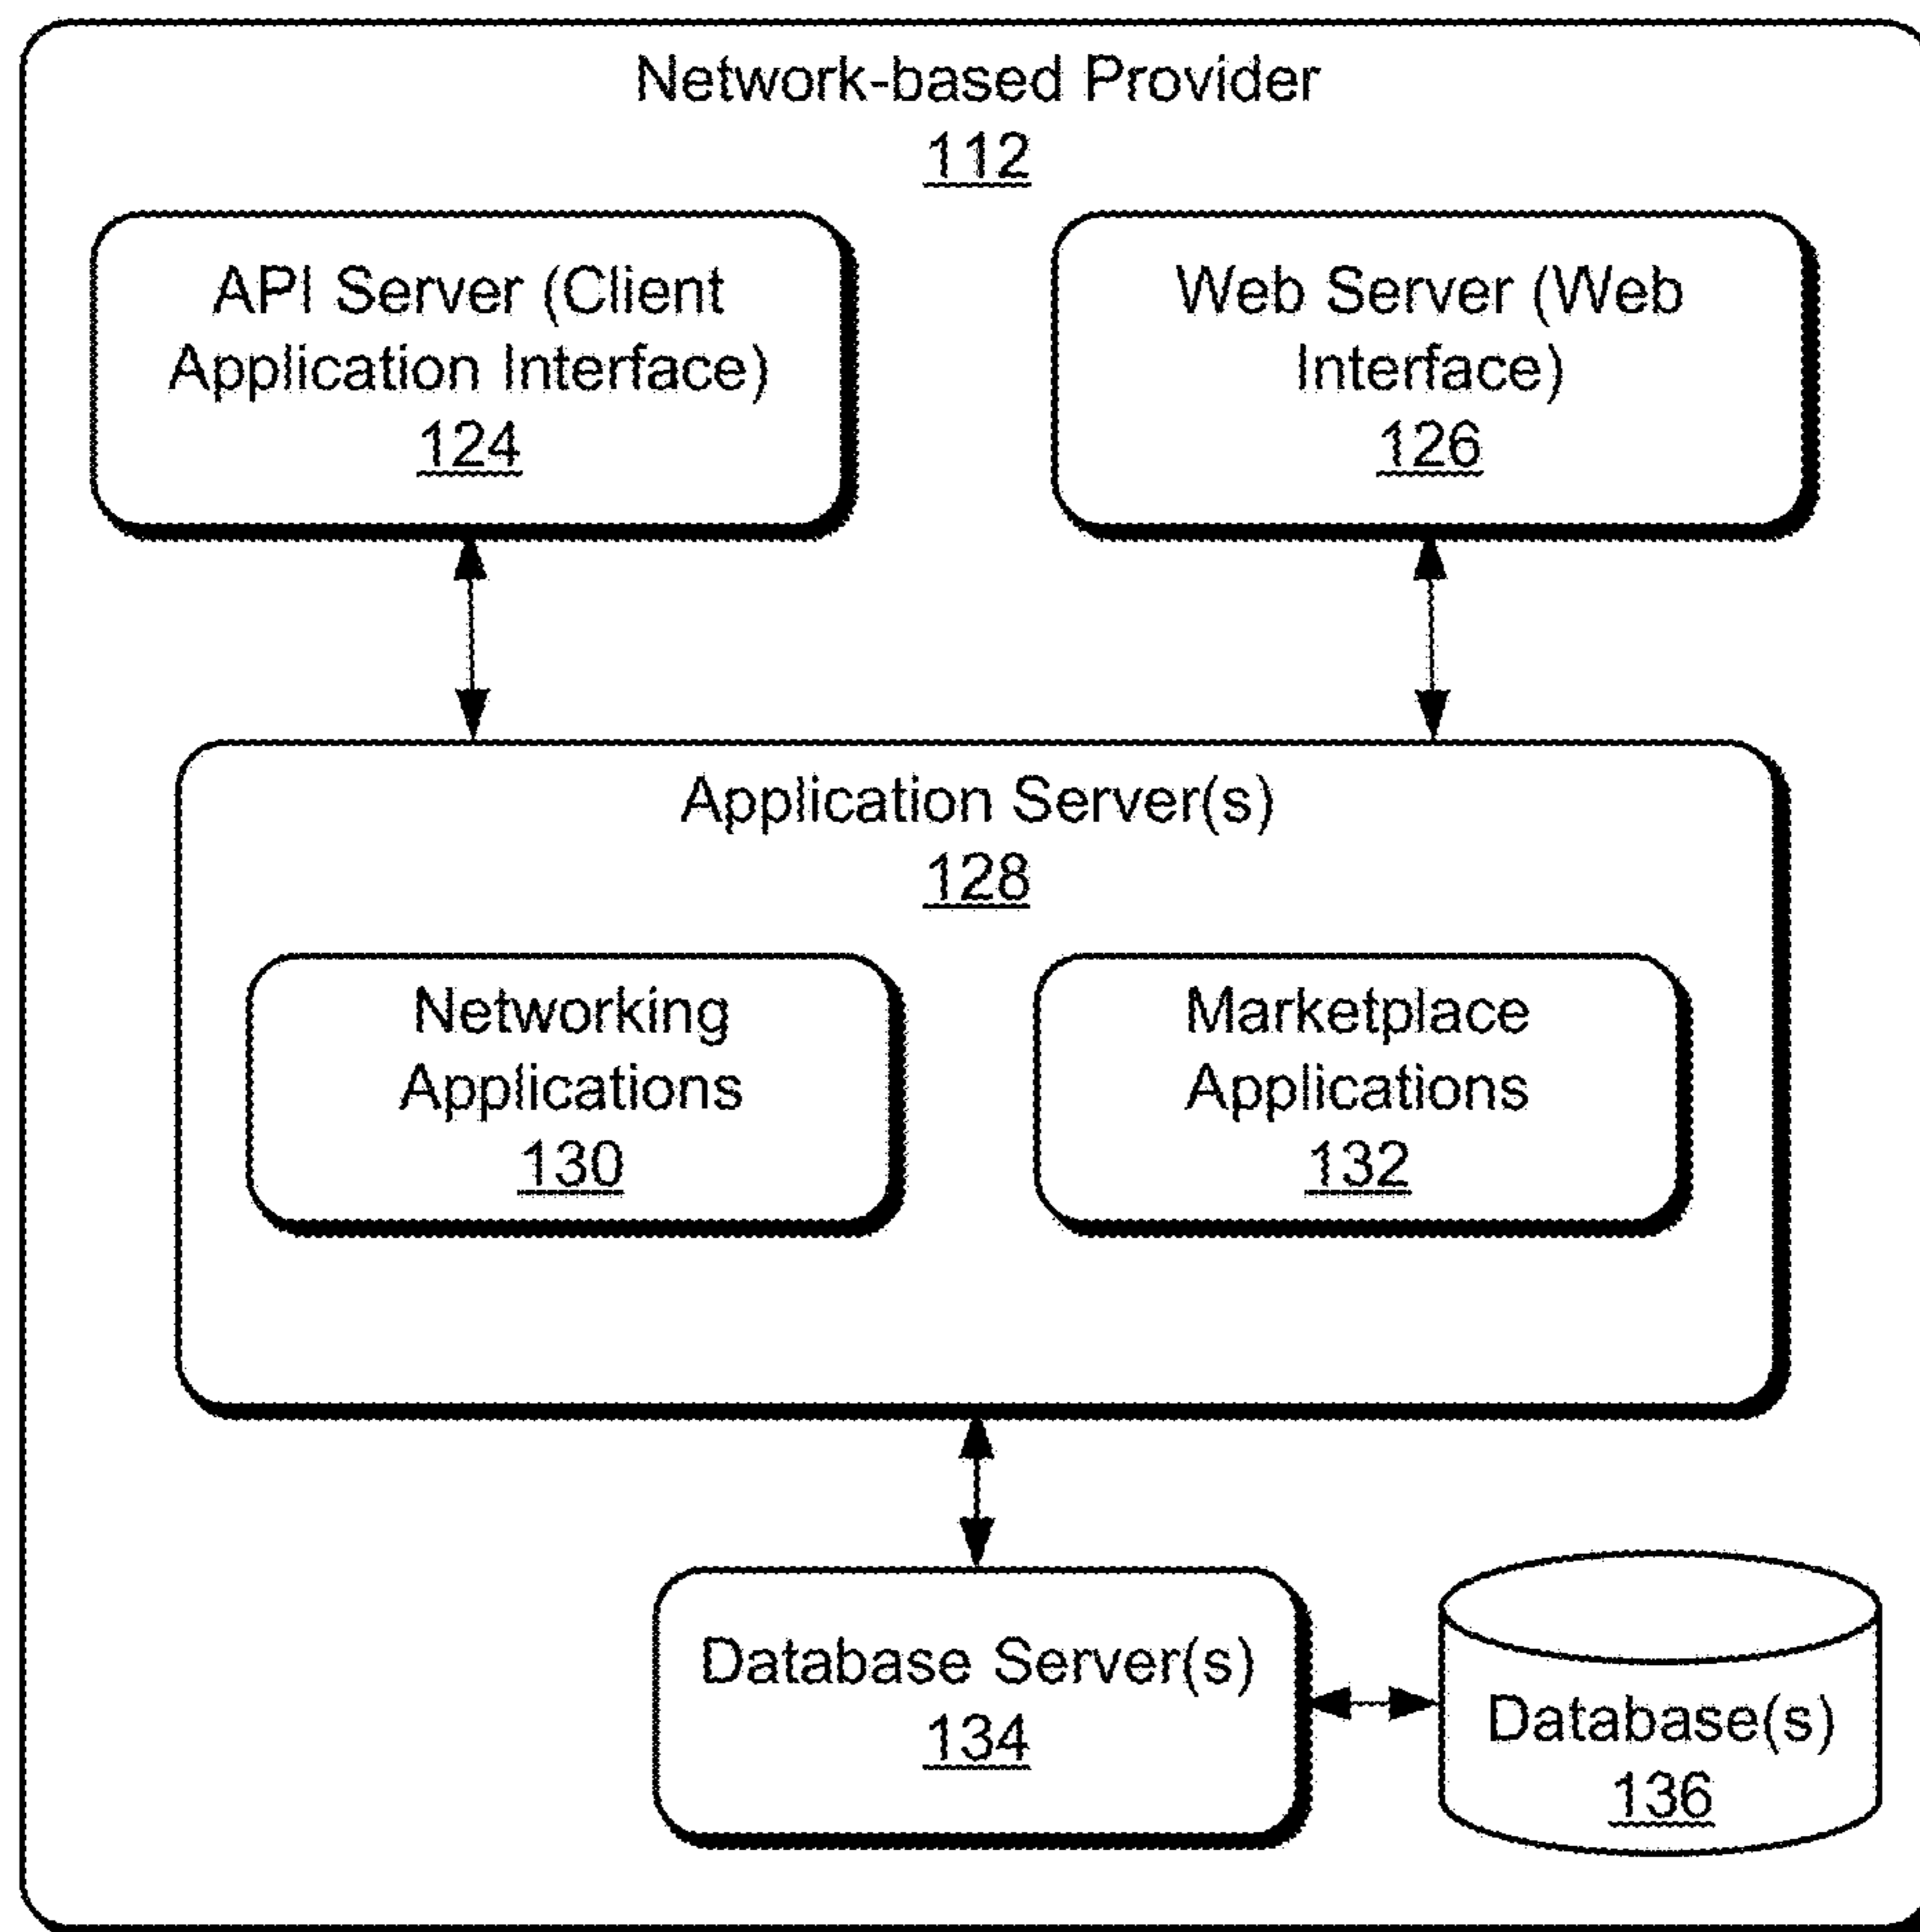 Network-based Provider
112
API Server (Client
Application Interface)
124
Web Server (Web
Interface)
126
Application Server(s)
128
Networking
Applications
130
Marketplace
Applications
132
Database Server(s)
134
Database(s)
136